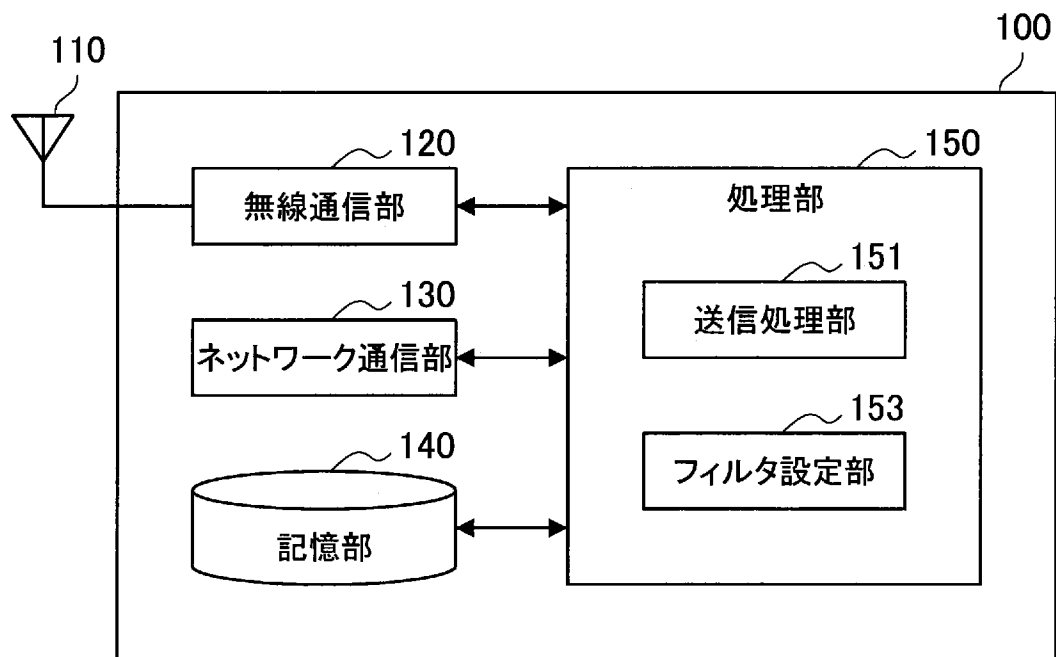 100
110
120
無線通信部
150
処理部
151
送信処理部
130
ネットワーク通信部
153
フィルタ設定部
140
記憶部